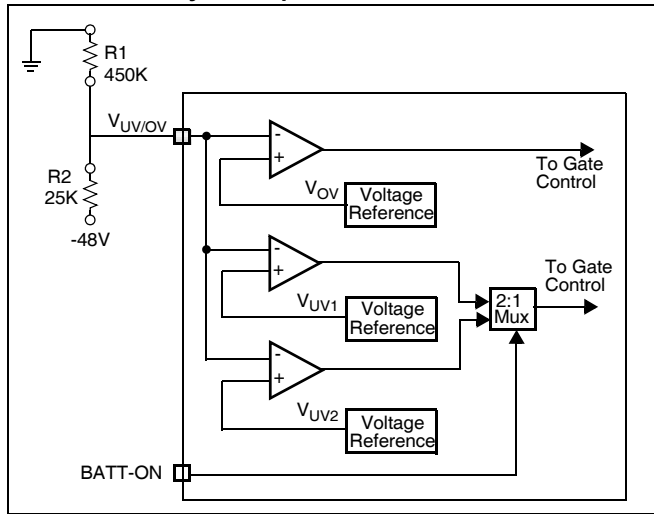 R1
450K
V_UV/OV
R2
25K
-48V
-
+
To Gate
Control
V_OV
Voltage
Reference
-
+
To Gate
Control
2:1
Mux
V_UV1
Voltage
Reference
-
+
V_UV2
Voltage
Reference
BATT-ON